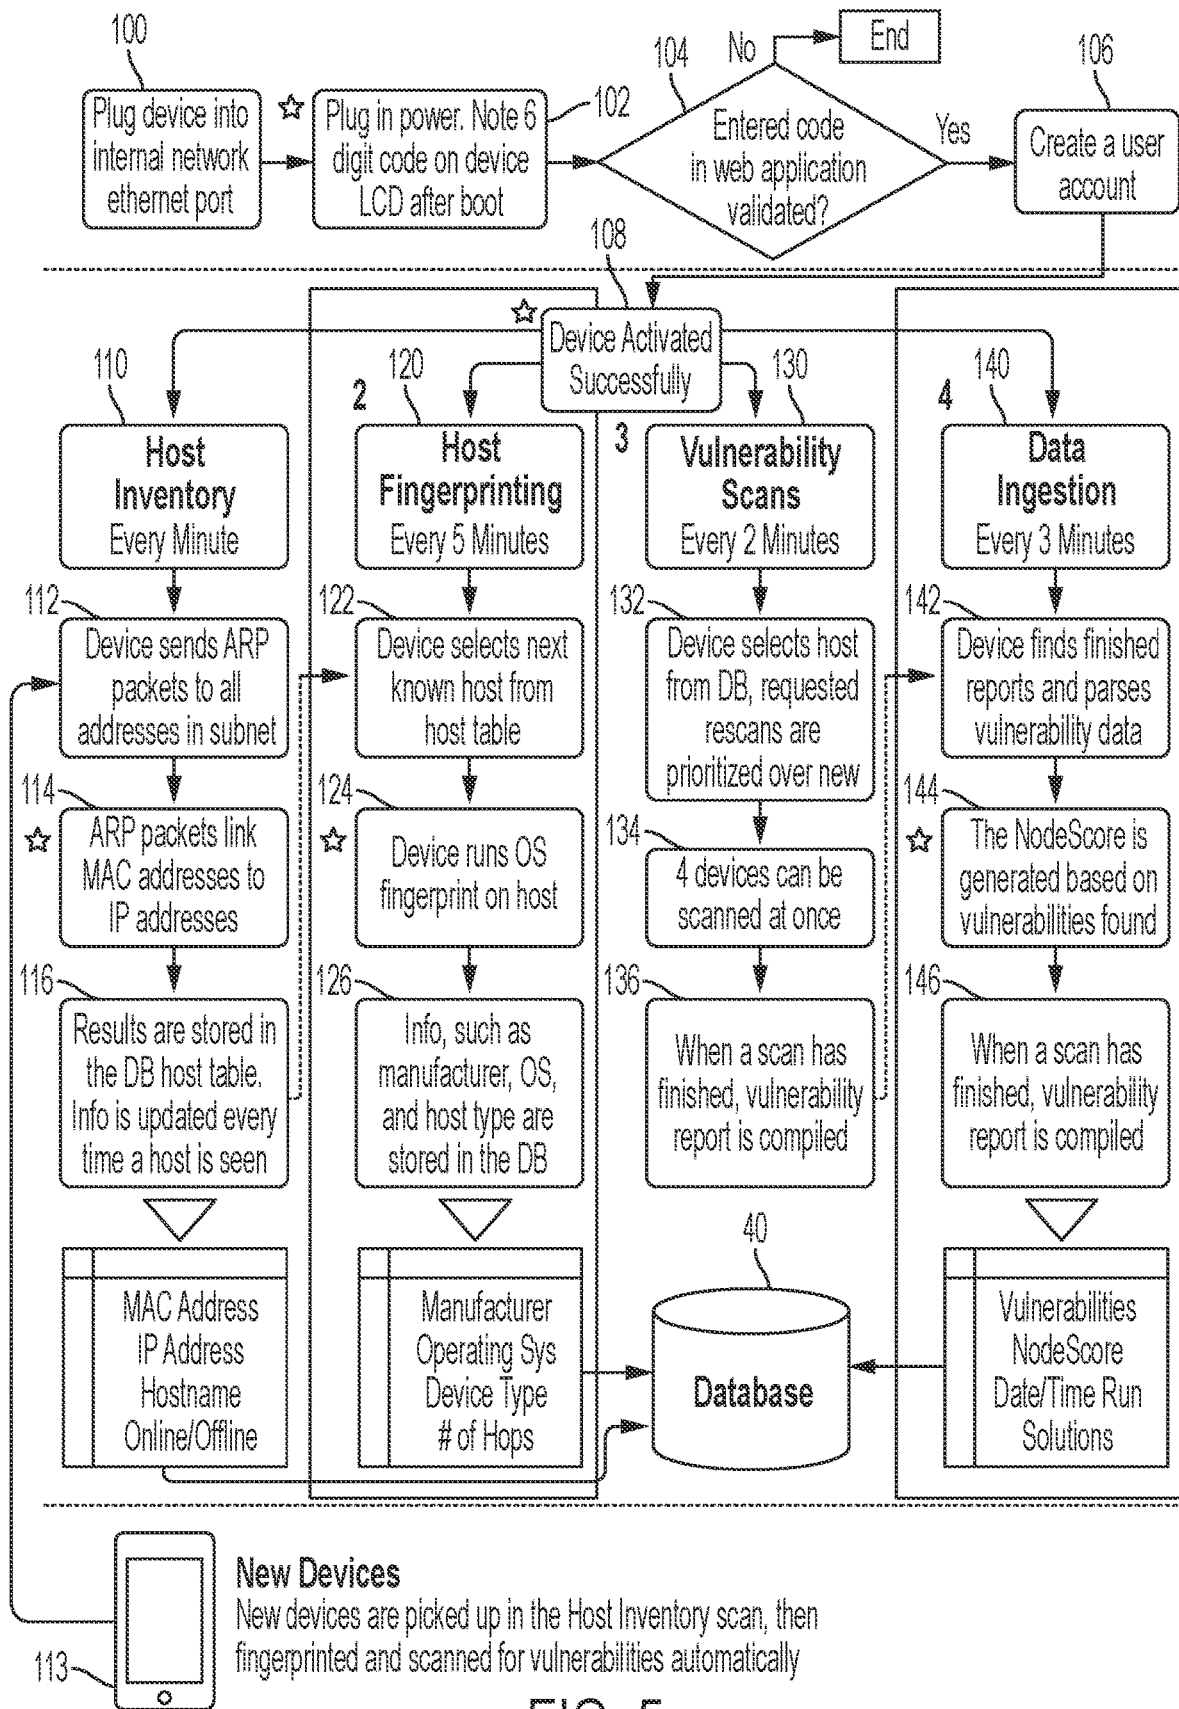 100
Plug device into
internal network
ethernet port
102
Plug in power. Note 6
digit code on device
LCD after boot
104
Entered code
in web application
validated?
No
End
Yes
106
Create a user
account
108
Device Activated
Successfully
110
Host
Inventory
Every Minute
112
Device sends ARP
packets to all
addresses in subnet
114
ARP packets link
MAC addresses to
IP addresses
116
Results are stored in
the DB host table.
Info is updated every
time a host is seen
MAC Address
IP Address
Hostname
Online/Offline
2
120
Host
Fingerprinting
Every 5 Minutes
122
Device selects next
known host from
host table
124
Device runs OS
fingerprint on host
126
Info, such as
manufacturer, OS,
and host type are
stored in the DB
Manufacturer
Operating Sys
Device Type
# of Hops
3
130
Vulnerability
Scans
Every 2 Minutes
132
Device selects host
from DB, requested
rescans are
prioritized over new
134
4 devices can be
scanned at once
136
When a scan has
finished, vulnerability
report is compiled
40
Database
4
140
Data
Ingestion
Every 3 Minutes
142
Device finds finished
reports and parses
vulnerability data
144
The NodeScore is
generated based on
vulnerabilities found
146
When a scan has
finished, vulnerability
report is compiled
Vulnerabilities
NodeScore
Date/Time Run
Solutions
113
New Devices
New devices are picked up in the Host Inventory scan, then
fingerprinted and scanned for vulnerabilities automatically
FIG. 5